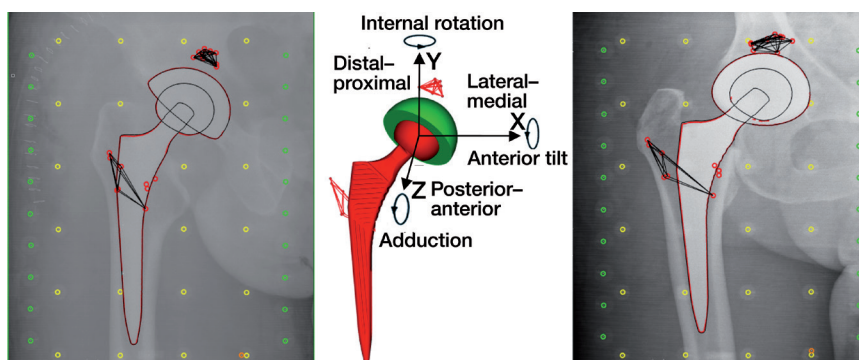 Internal rotation
Y
Distal–
proximal
Lateral–
medial
X
Anterior tilt
Z Posterior–
anterior
Adduction